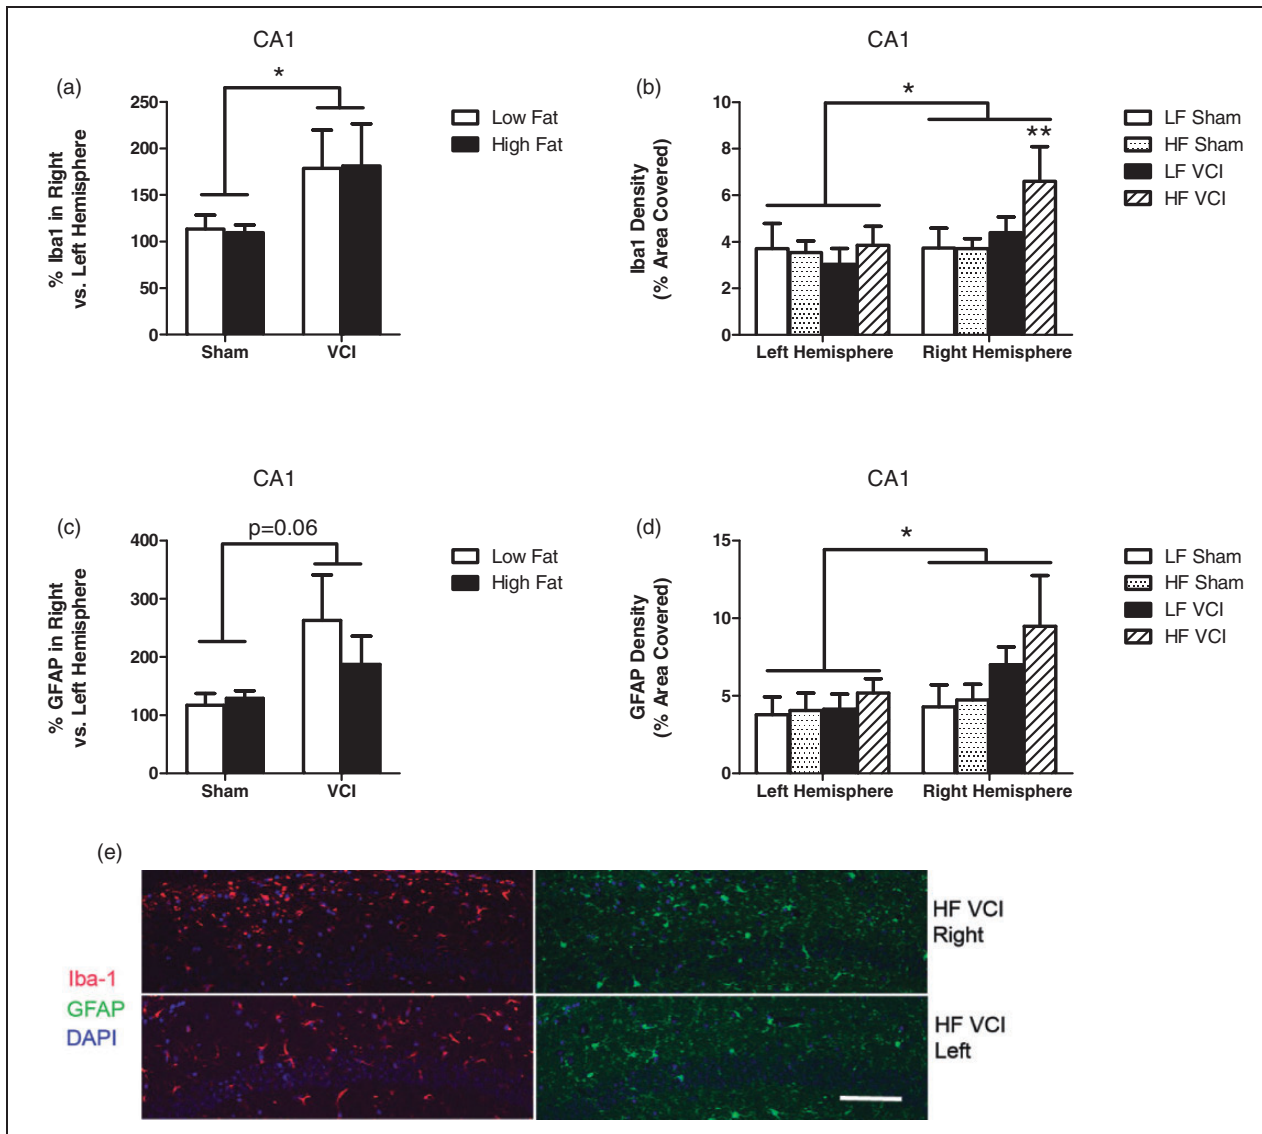 CA1
(a)
*
250
200
150
100
50
0
% Iba1 in Right
vs. Left Hemisphere
Sham
VCI
Low Fat
High Fat
CA1
(b)
*
**
10
8
6
4
2
0
Iba1 Density
(% Area Covered)
Left Hemisphere
Right Hemisphere
LF Sham
HF Sham
LF VCI
HF VCI
CA1
(c)
p=0.06
400
300
200
100
0
% GFAP in Right
vs. Left Hemisphere
Sham
VCI
Low Fat
High Fat
CA1
(d)
*
15
10
5
0
GFAP Density
(% Area Covered)
Left Hemisphere
Right Hemisphere
LF Sham
HF Sham
LF VCI
HF VCI
(e)
Iba-1
GFAP
DAPI
HF VCI
Right
HF VCI
Left